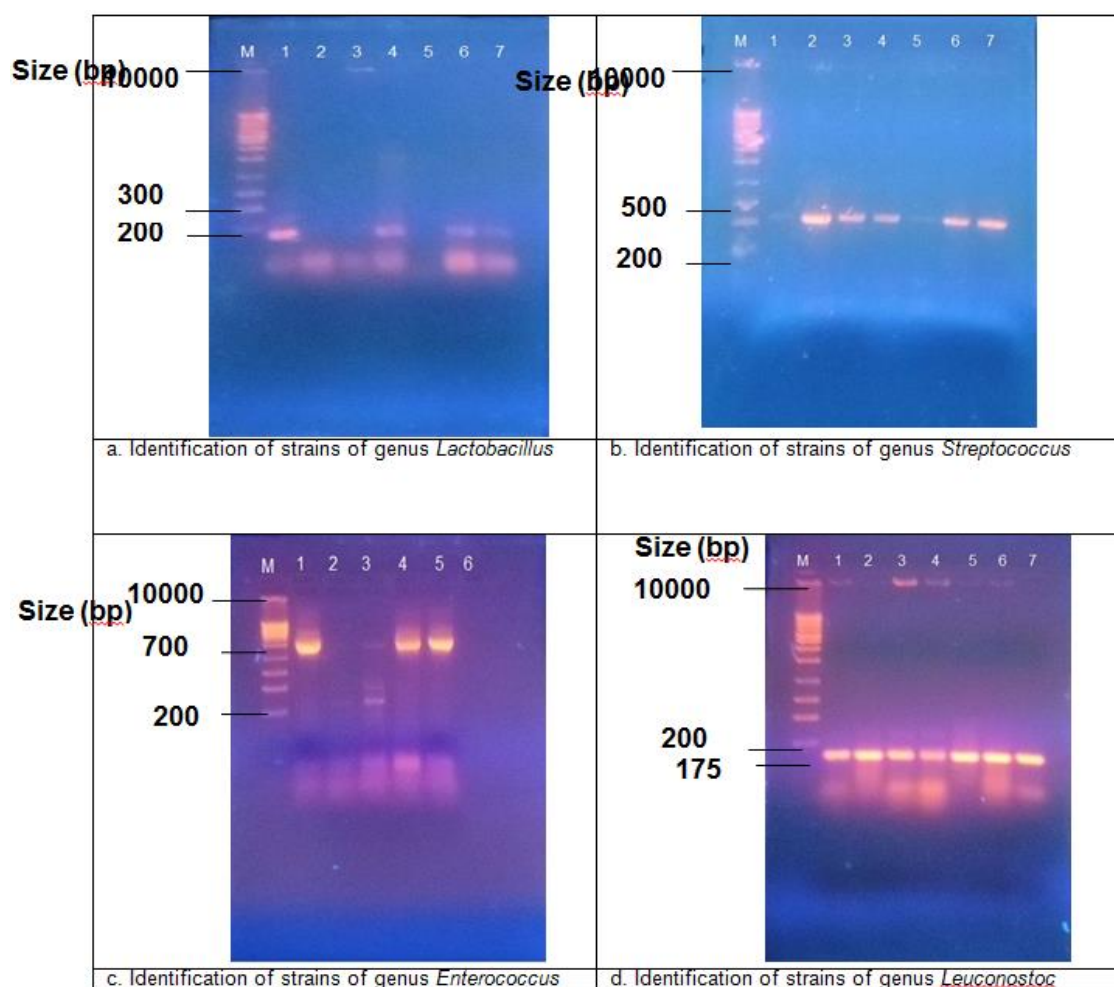 M 1 2 3 4 5 6 7
Size (bp)
10000
300
200
a. Identification of strains of genus Lactobacillus
M 1 2 3 4 5 6 7
Size (bp)
10000
500
200
b. Identification of strains of genus Streptococcus
M 1 2 3 4 5 6
10000
Size (bp)
700
200
c. Identification of strains of genus Enterococcus
Size (bp)
M 1 2 3 4 5 6 7
10000
200
175
d. Identification of strains of genus Leuconostoc